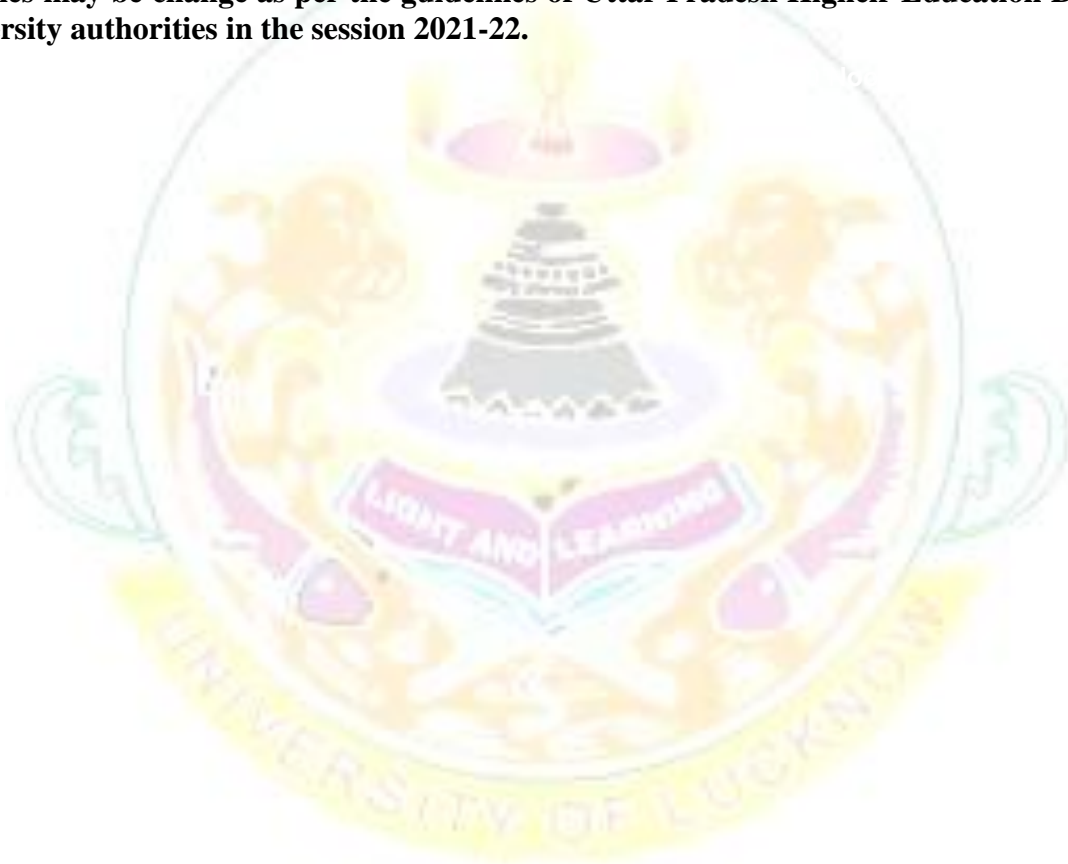 may be change as per the guidelines of Uttar Pradesh Higher Education
rsity authorities in the session 2021-22.
LIGHT AND LEARNING
UNIVERSITY OF LUCKNOW